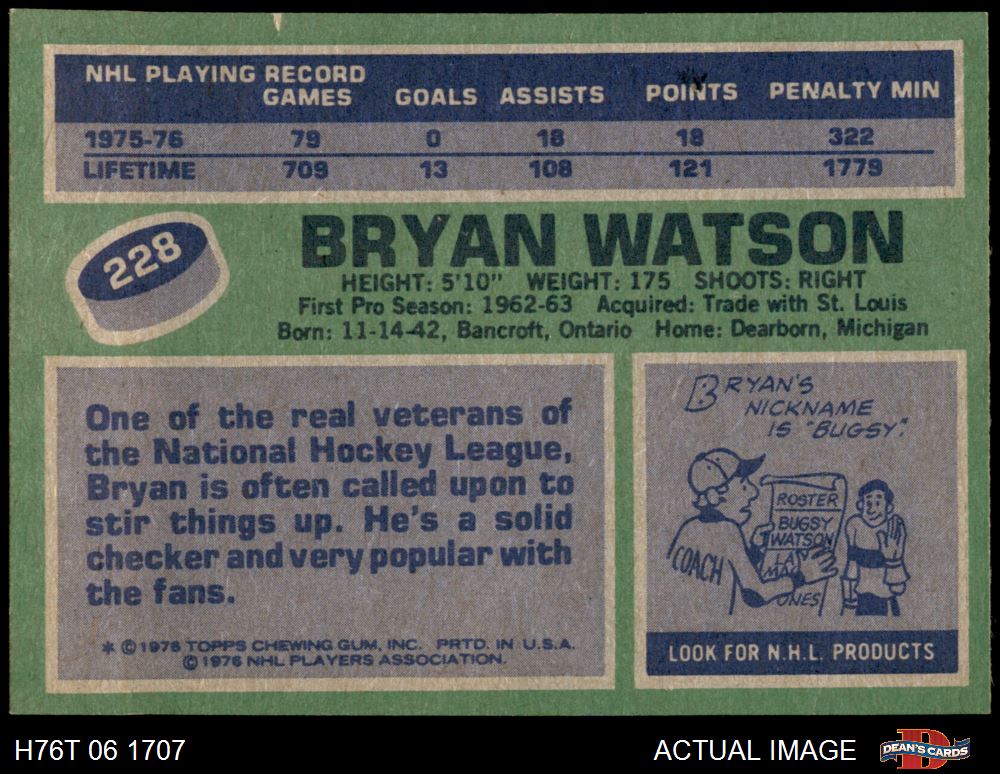 NHL PLAYING RECORD
GAMES GOALS ASSISTS POINTS PENALTY MIN
1975-76 79 0 18 18 322
LIFETIME 709 13 108 121 1779
228
BRYAN WATSON
HEIGHT: 5'10" WEIGHT: 175 SHOOTS: RIGHT
First Pro Season: 1962-63 Acquired: Trade with St. Louis
Born: 11-14-42, Bancroft, Ontario Home: Dearborn, Michigan
One of the real veterans of
the National Hockey League,
Bryan is often called upon to
stir things up. He's a solid
checker and very popular with
the fans.
* © 1976 TOPPS CHEWING GUM, INC. PRTD. IN U.S.A.
© 1976 NHL PLAYERS ASSOCIATION.
BRYAN'S
NICKNAME
IS "BUGSY".
ROSTER
BUGSY
WATSON
COACH
JONES
LOOK FOR N.H.L. PRODUCTS
H76T 06 1707
ACTUAL IMAGE
DEAN'S CARDS